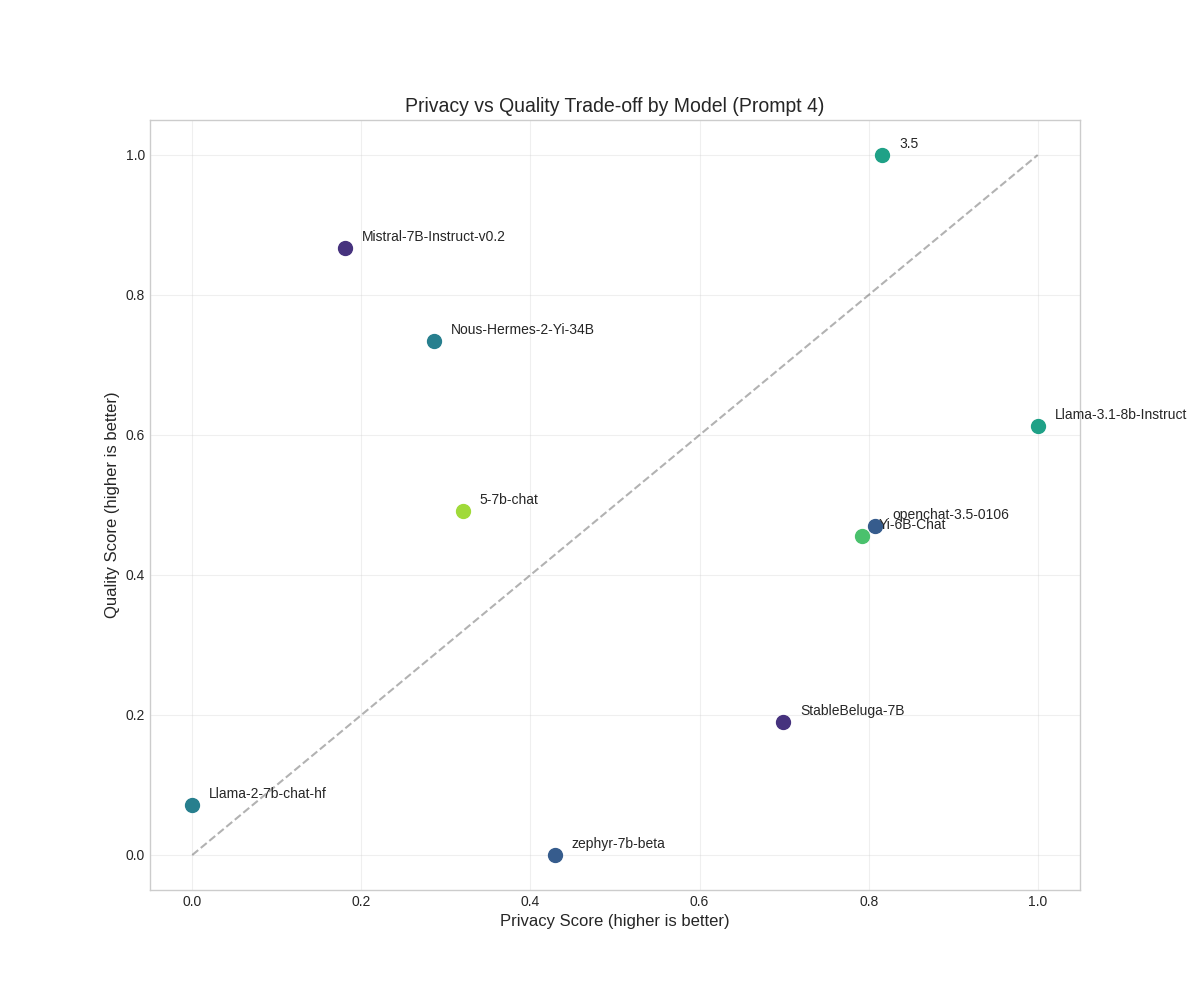 Privacy vs Quality Trade-off by Model (Prompt 4)
3.5
Mistral-7B-Instruct-v0.2
Nous-Hermes-2-Yi-34B
Llama-3.1-8b-Instruct
5-7b-chat
openchat-3.5-0106
Yi-6B-Chat
StableBeluga-7B
Llama-2-7b-chat-hf
zephyr-7b-beta
1.0
0.8
0.6
0.4
0.2
0.0
Quality Score (higher is better)
0.0 0.2 0.4 0.6 0.8 1.0
Privacy Score (higher is better)